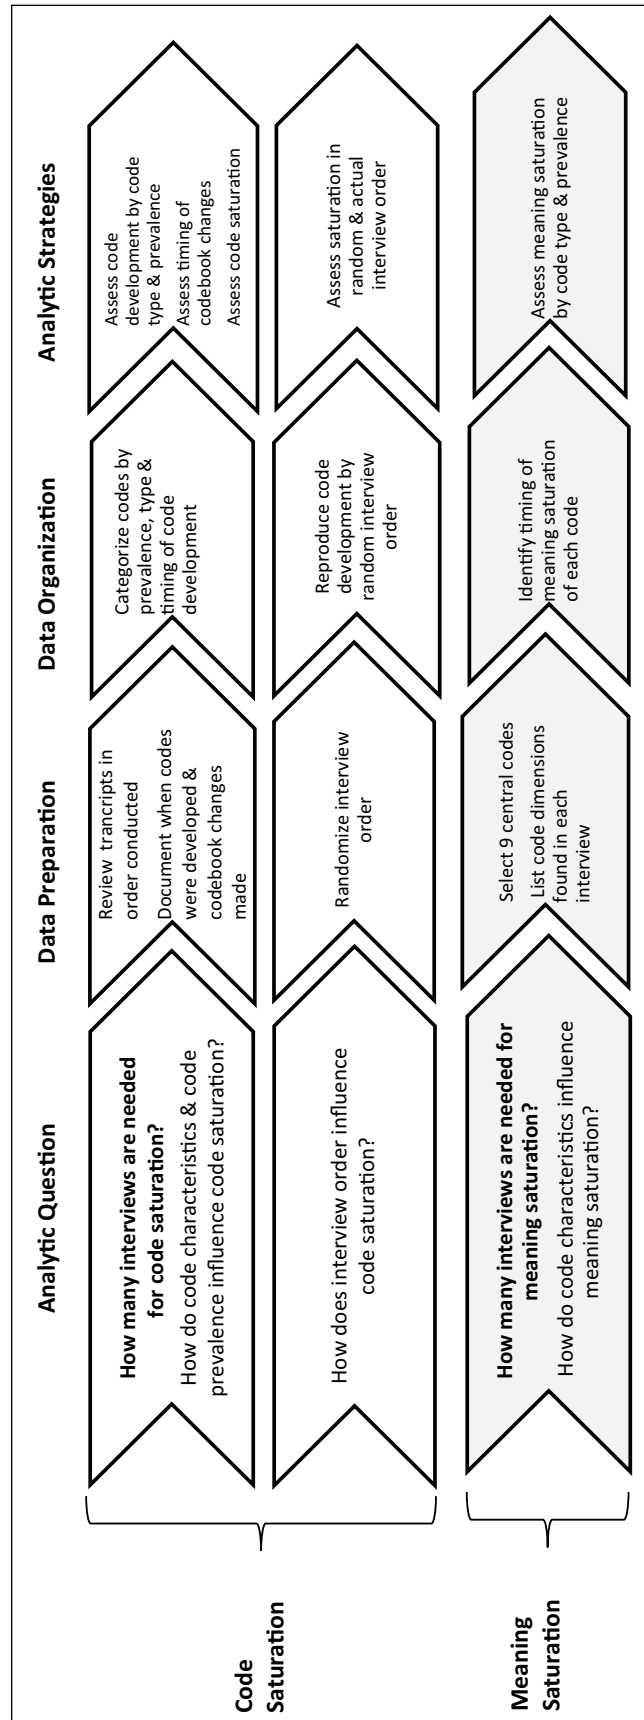 Analytic Question
Data Preparation
Data Organization
Analytic Strategies
Code
Saturation
How many interviews are needed
for code saturation?
How do code characteristics & code
prevalence influence code saturation?
Review trancripts in
order conducted
Document when codes
were developed &
codebook changes
made
Categorize codes by
prevalence, type &
timing of code
development
Assess code
development by code
type & prevalence
Assess timing of
codebook changes
Assess code saturation
How does interview order influence
code saturation?
Randomize interview
order
Reproduce code
development by
random interview
order
Assess saturation in
random & actual
interview order
Meaning
Saturation
How many interviews are needed for
meaning saturation?
How do code characteristics influence
meaning saturation?
Select 9 central codes
List code dimensions
found in each
interview
Identify timing of
meaning saturation
of each code
Assess meaning saturation
by code type & prevalence